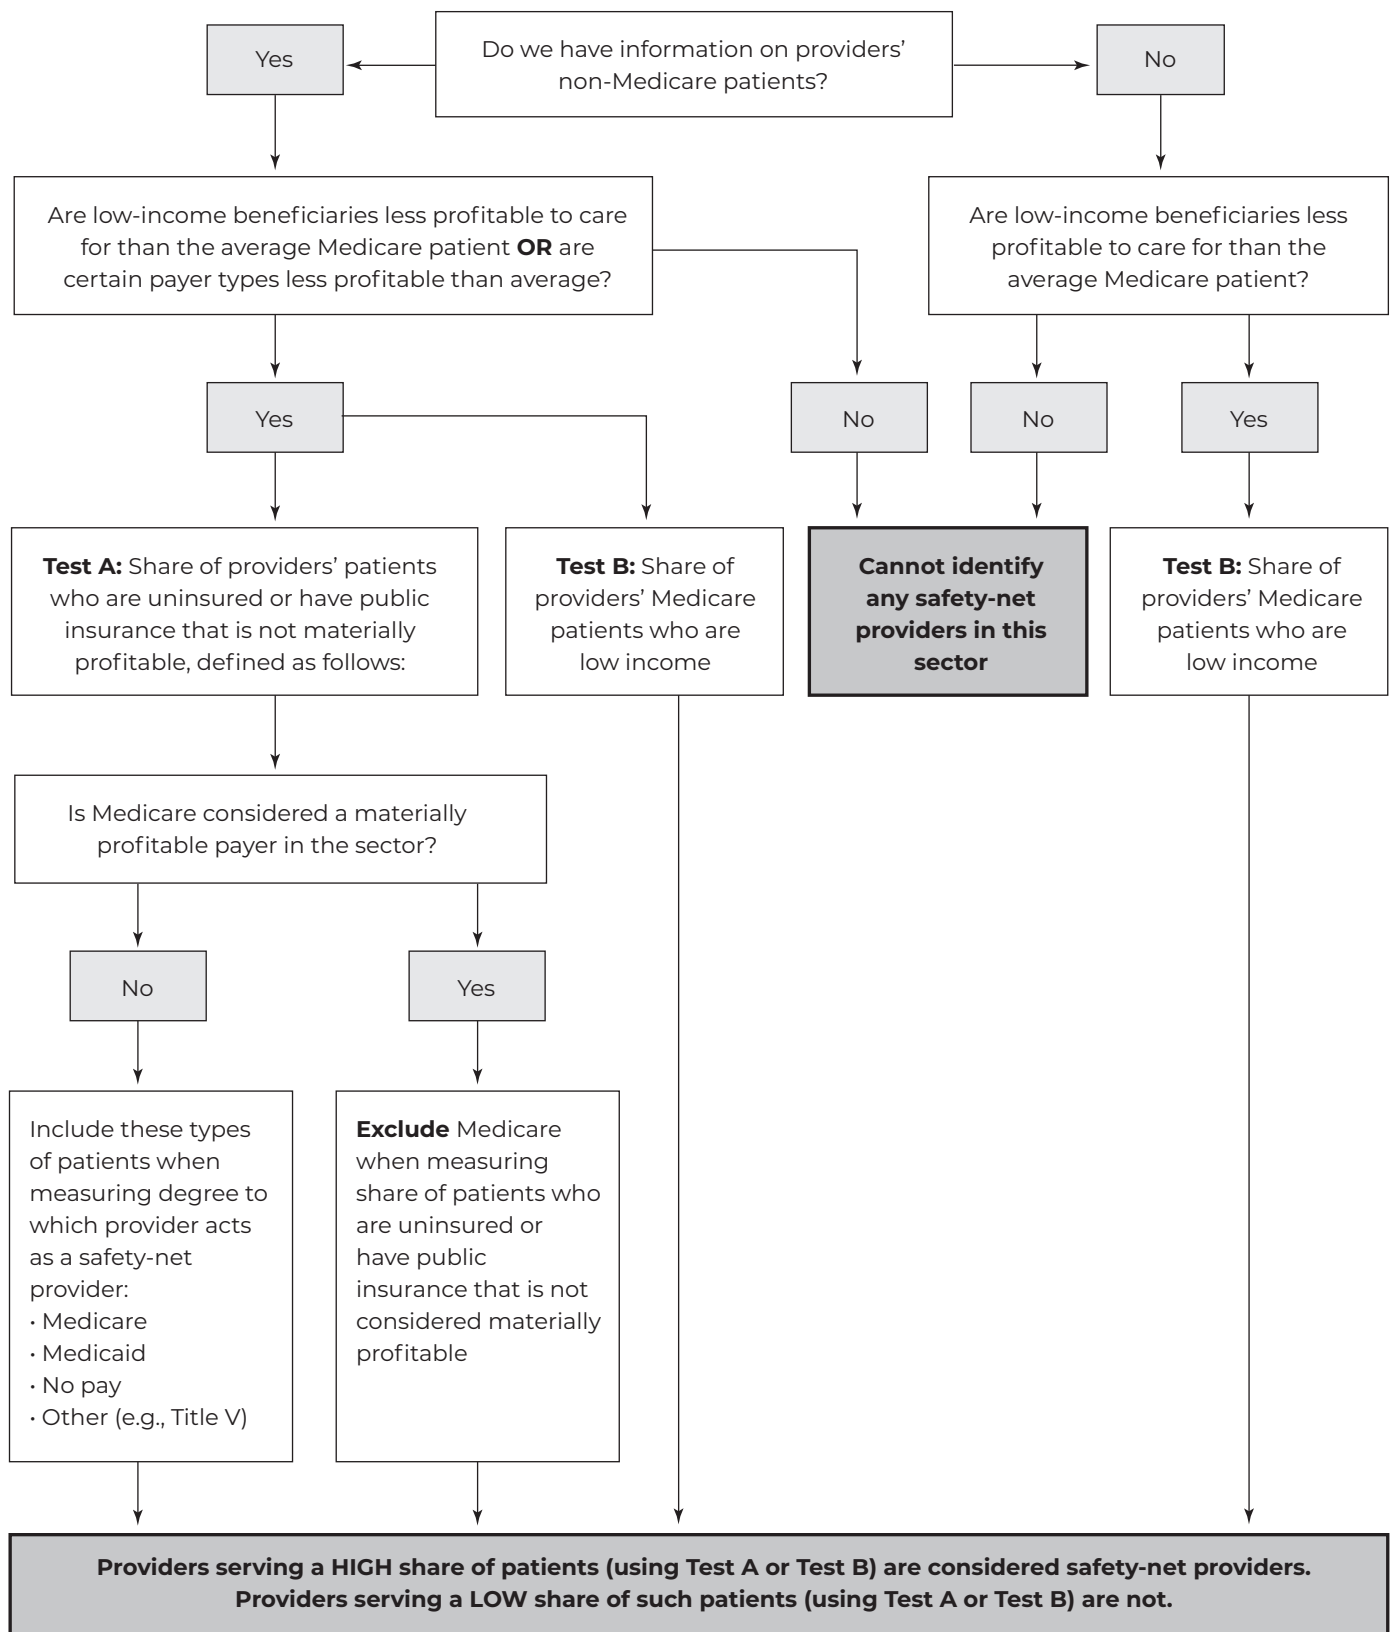 Yes
Do we have information on providers’
non-Medicare patients?
No
Are low-income beneficiaries less profitable to care
for than the average Medicare patient OR are
certain payer types less profitable than average?
Are low-income beneficiaries less
profitable to care for than the
average Medicare patient?
Yes
No
No
Yes
Test A: Share of providers’ patients
who are uninsured or have public
insurance that is not materially
profitable, defined as follows:
Test B: Share of
providers’ Medicare
patients who are
low income
Cannot identify
any safety-net
providers in this
sector
Test B: Share of
providers’ Medicare
patients who are
low income
Is Medicare considered a materially
profitable payer in the sector?
No
Yes
Include these types
of patients when
measuring degree to
which provider acts
as a safety-net
provider:
· Medicare
· Medicaid
· No pay
· Other (e.g., Title V)
Exclude Medicare
when measuring
share of patients who
are uninsured or
have public
insurance that is not
considered materially
profitable
Providers serving a HIGH share of patients (using Test A or Test B) are considered safety-net providers.
Providers serving a LOW share of such patients (using Test A or Test B) are not.